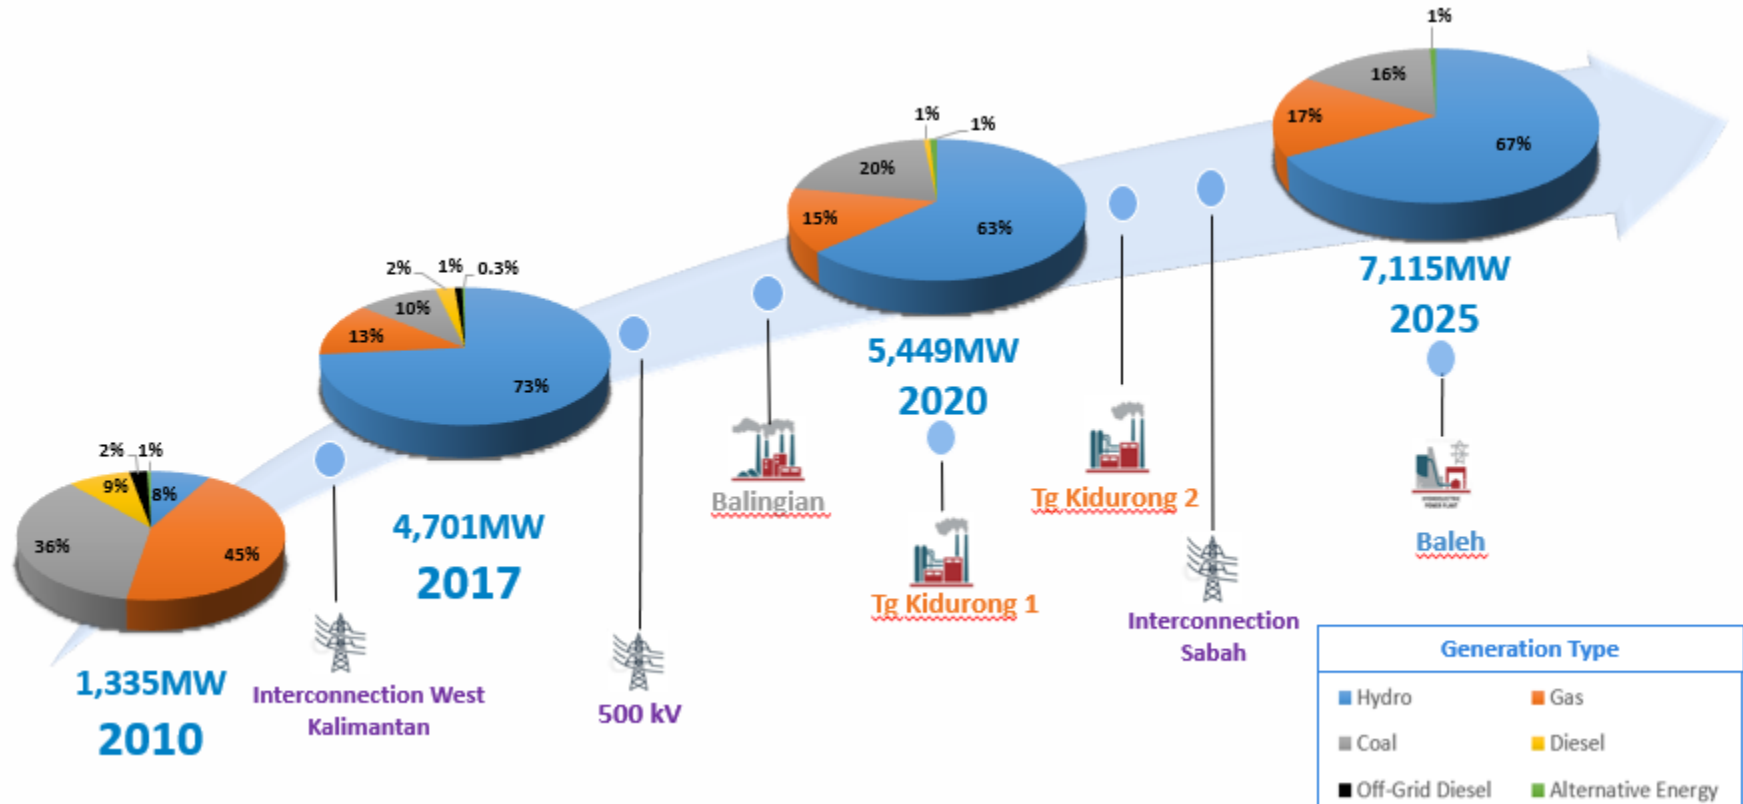 2%
1%
9%
8%
36%
45%
1,335MW
2010
Interconnection West
Kalimantan
2%
1%
0.3%
10%
13%
73%
4,701MW
2017
500 kV
Balingian
1%
1%
20%
15%
63%
5,449MW
2020
Tg Kidurong 1
Tg Kidurong 2
Interconnection
Sabah
1%
16%
17%
67%
7,115MW
2025
HYDROELECTRIC
POWER PLANT
Baleh
Generation Type
Hydro
Gas
Coal
Diesel
Off-Grid Diesel
Alternative Energy